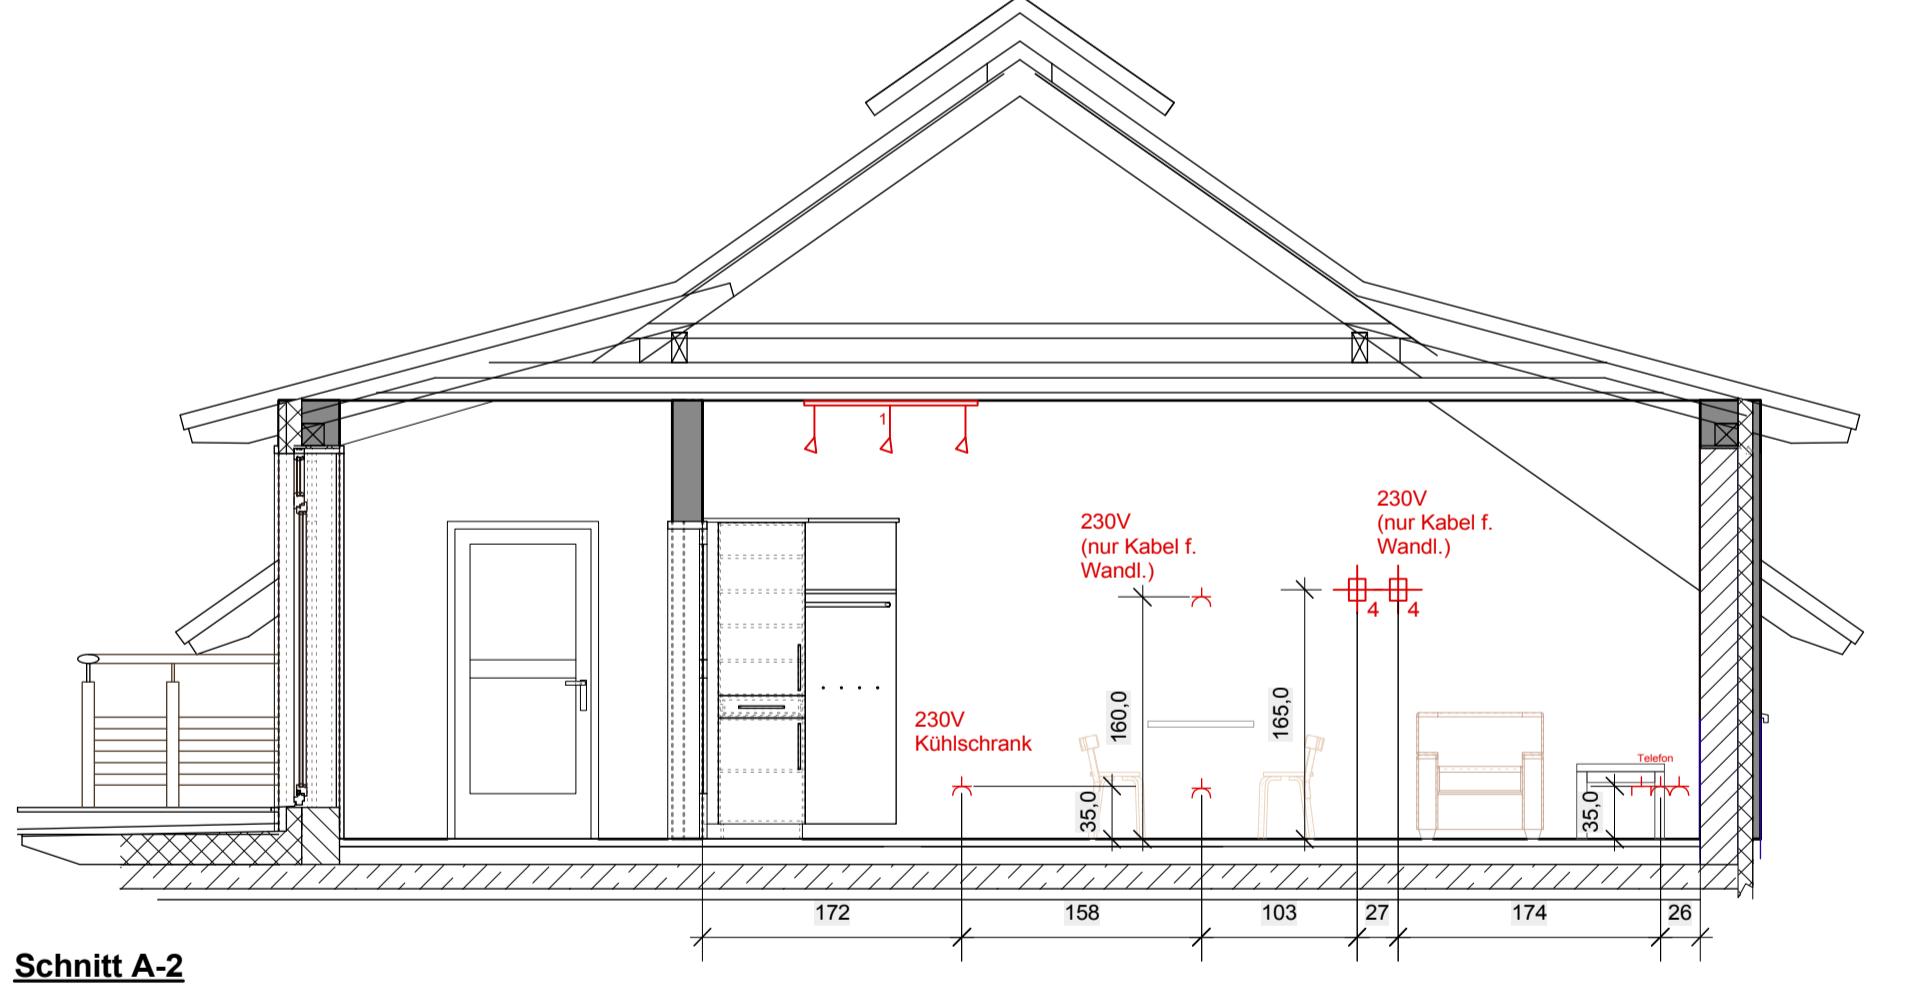 1
230V
(nur Kabel f.
Wandl.)
230V
(nur Kabel f.
Wandl.)
4
4
230V
Kühlschrank
160,0
165,0
Telefon
35,0
35,0
172
158
103
27
174
26
Schnitt A-2